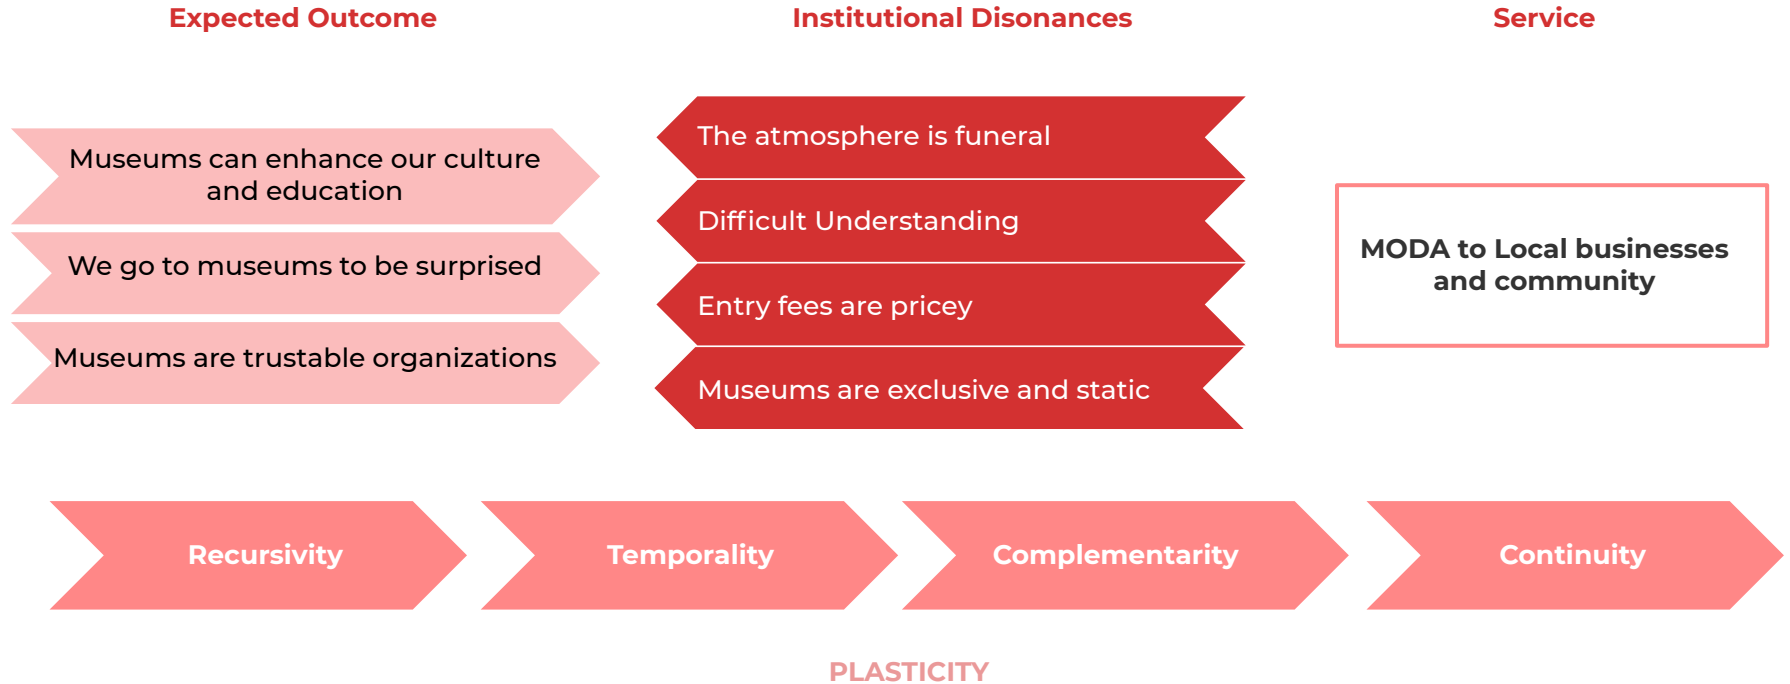 Expected Outcome
Institutional Disonances
Service
Museums can enhance our culture
and education
We go to museums to be surprised
Museums are trustable organizations
The atmosphere is funeral
Difficult Understanding
Entry fees are pricey
Museums are exclusive and static
MODA to Local businesses
and community
Recursivity
Temporality
Complementarity
Continuity
PLASTICITY